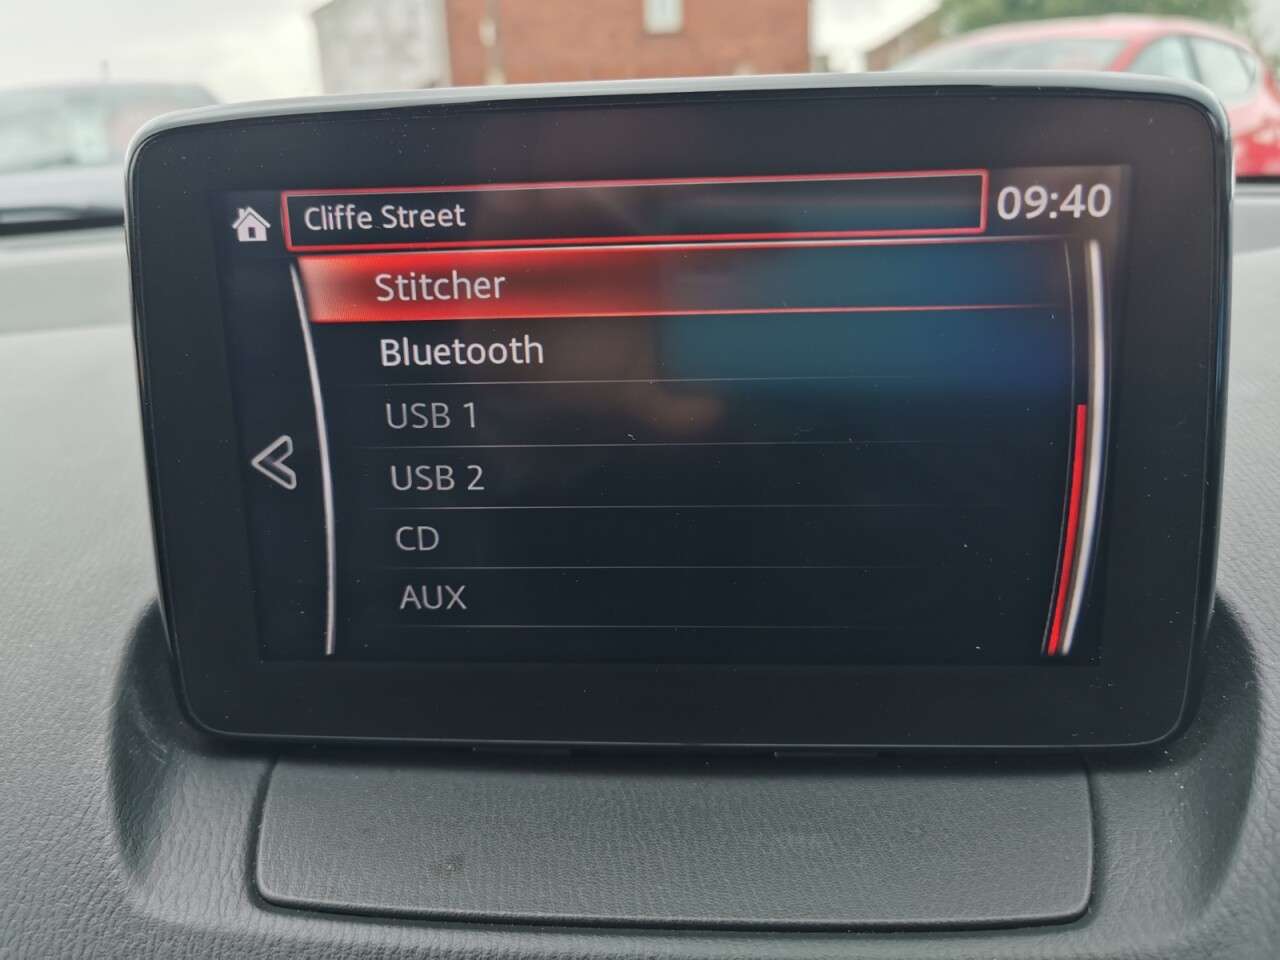 Cliffe Street
09:40
Stitcher
Bluetooth
USB 1
USB 2
CD
AUX